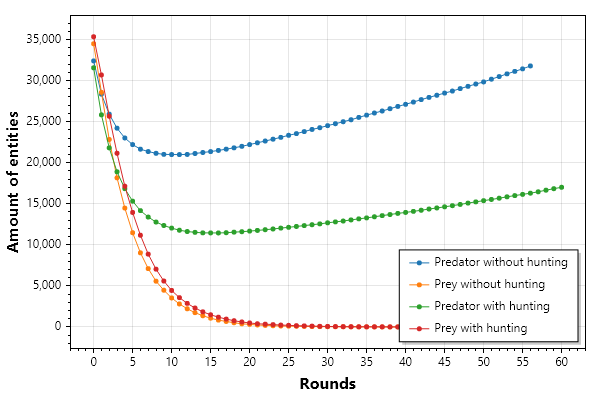 35,000
30,000
25,000
20,000
15,000
10,000
5,000
0
Amount of entities
Predator without hunting
Prey without hunting
Predator with hunting
Prey with hunting
0 5 10 15 20 25 30 35 40 45 50 55 60
Rounds